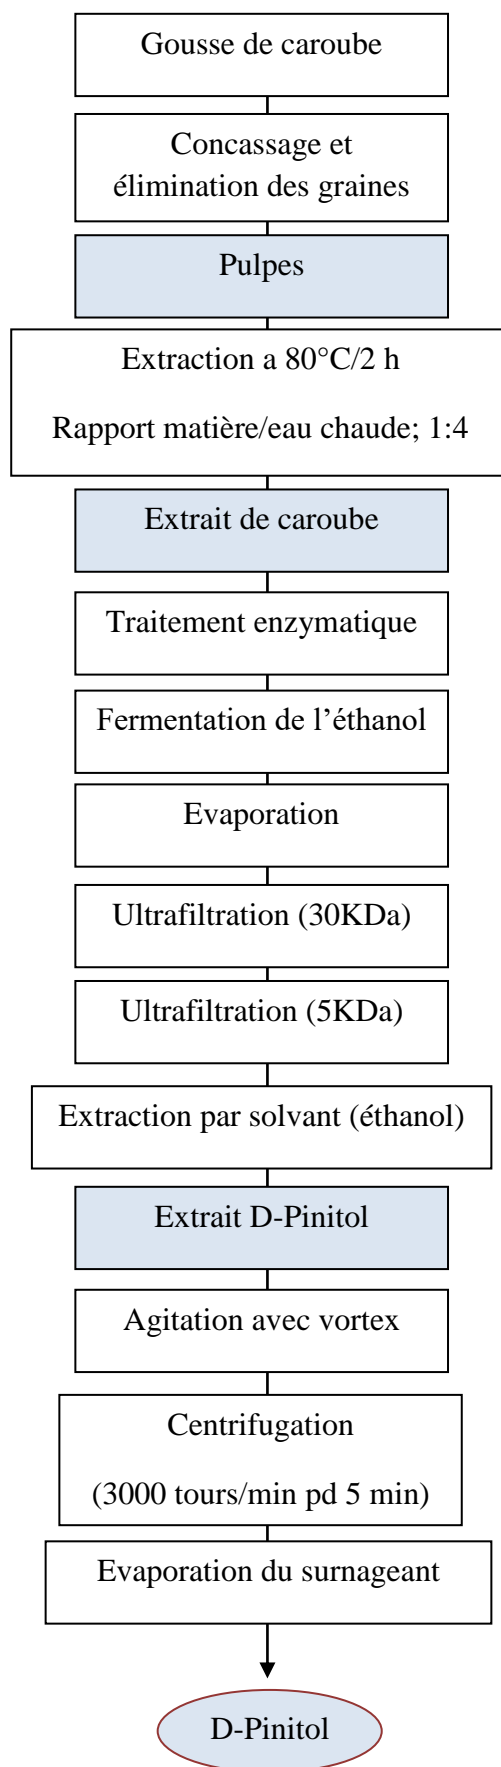 Gousse de caroube
Concassage et
élimination des graines
Pulpes
Extraction a 80°C/2 h
Rapport matière/eau chaude; 1:4
Extrait de caroube
Traitement enzymatique
Fermentation de l’éthanol
Evaporation
Ultrafiltration (30KDa)
Ultrafiltration (5KDa)
Extraction par solvant (éthanol)
Extrait D-Pinitol
Agitation avec vortex
Centrifugation
(3000 tours/min pd 5 min)
Evaporation du surnageant
D-Pinitol